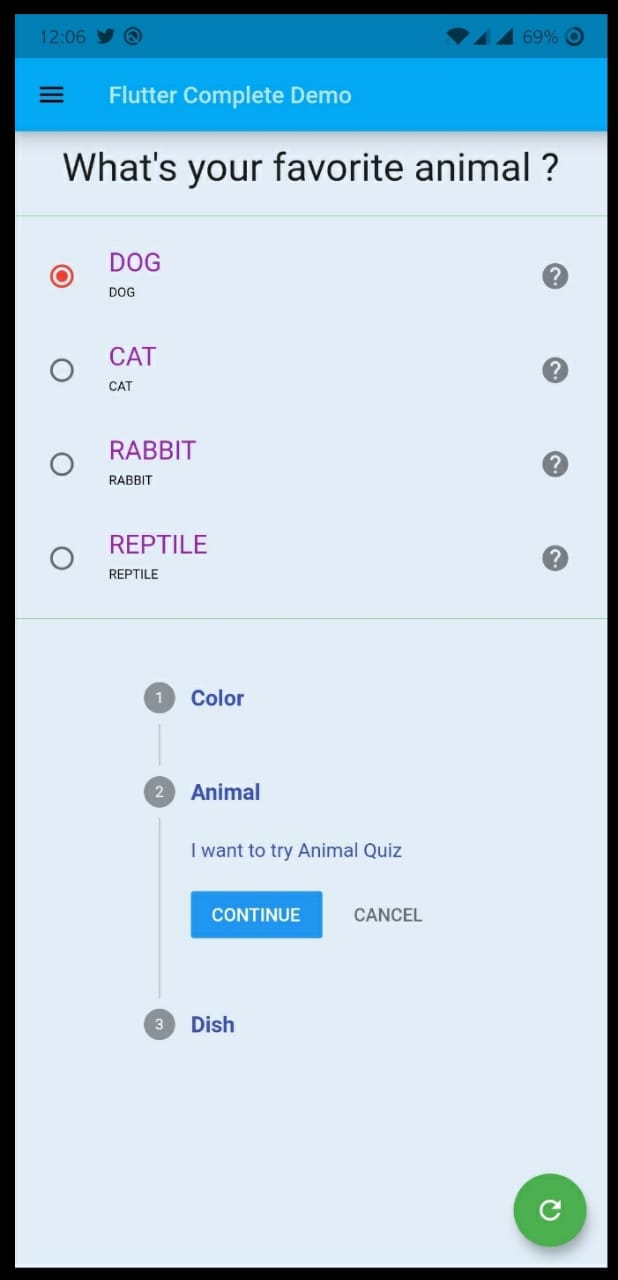 12:06 69%
Flutter Complete Demo
What's your favorite animal ?
DOG
DOG
CAT
CAT
RABBIT
RABBIT
REPTILE
REPTILE
1 Color
2 Animal
I want to try Animal Quiz
CONTINUE CANCEL
3 Dish